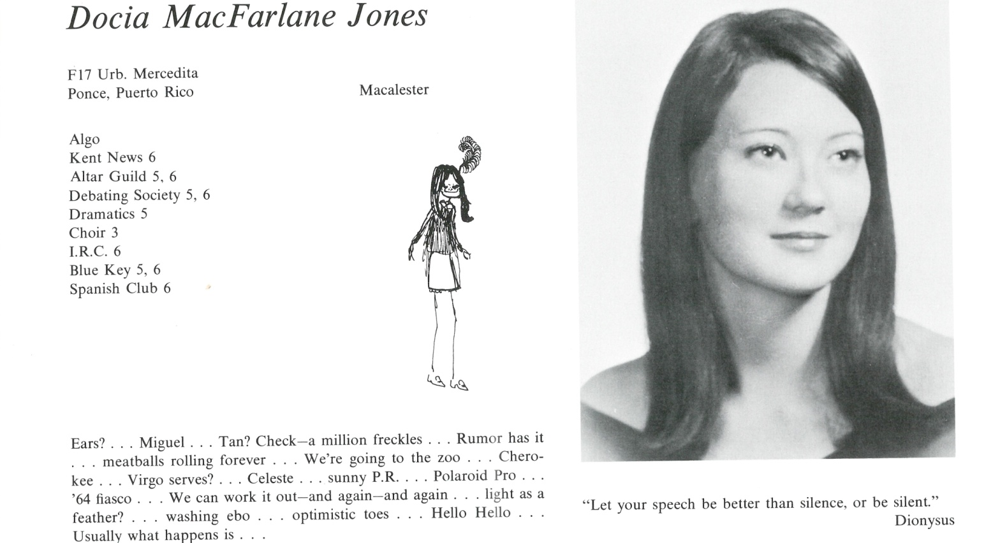 Docia MacFarlane Jones
F17 Urb. Mercedita
Ponce, Puerto Rico
Macalester
Algo
Kent News 6
Altar Guild 5, 6
Debating Society 5, 6
Dramatics 5
Choir 3
I.R.C. 6
Blue Key 5, 6
Spanish Club 6
Ears? . . . Miguel . . . Tan? Check—a million freckles . . . Rumor has it
. . . meatballs rolling forever . . . We're going to the zoo . . . Chero-
kee . . . Virgo serves? . . . Celeste . . . sunny P.R. . . . Polaroid Pro . . .
'64 fiasco . . . We can work it out—and again—and again . . . light as a
feather? . . . washing ebo . . . optimistic toes . . . Hello Hello . . .
Usually what happens is . . .
“Let your speech be better than silence, or be silent.”
Dionysus